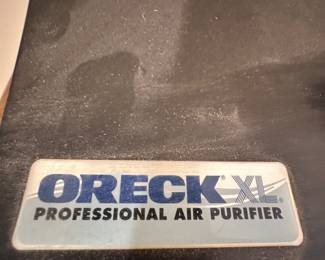 ORECK® XL®
PROFESSIONAL AIR PURIFIER